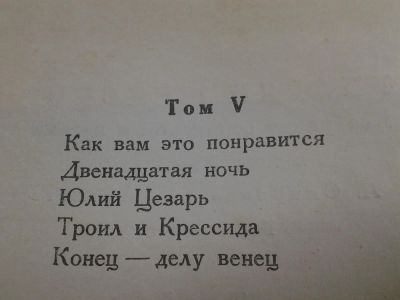 Том V
Как вам это понравится
Двенадцатая ночь
Юлий Цезарь
Троил и Крессида
Конец — делу венец